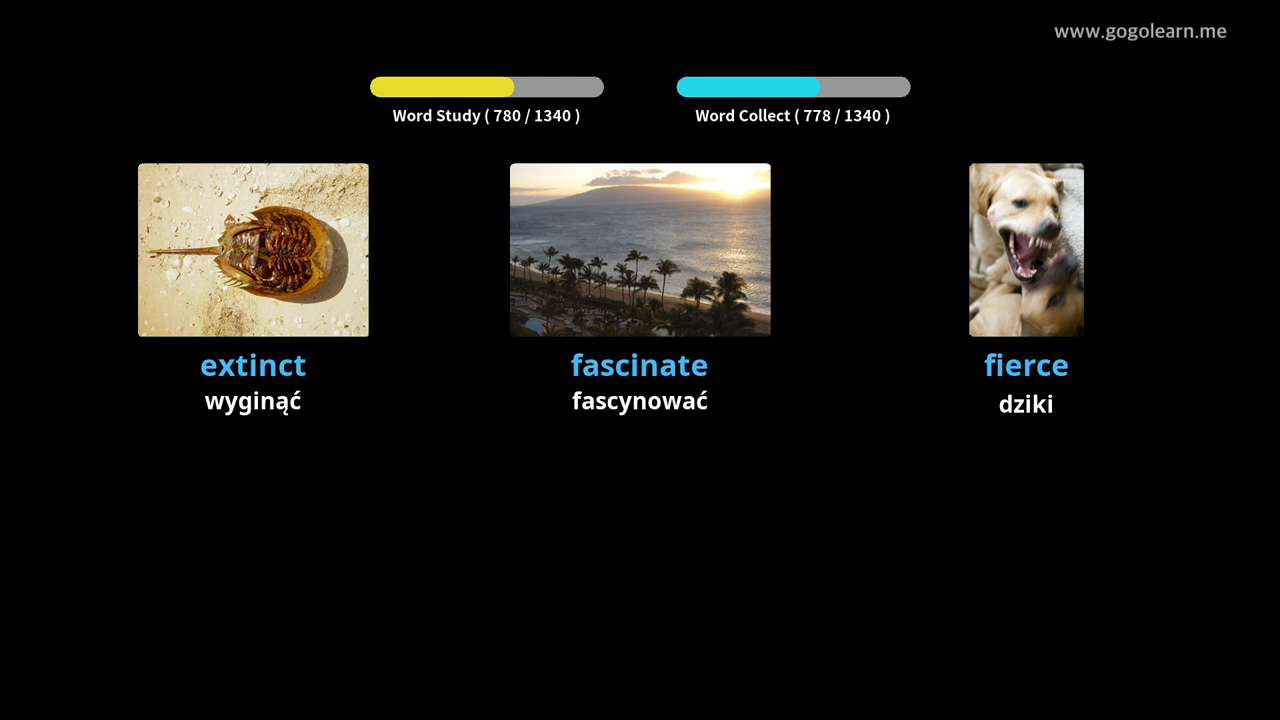 www.gogolearn.me
Word Study ( 780 / 1340 )
Word Collect ( 778 / 1340 )
extinct
wyginąć
fascinate
fascynować
fierce
dziki